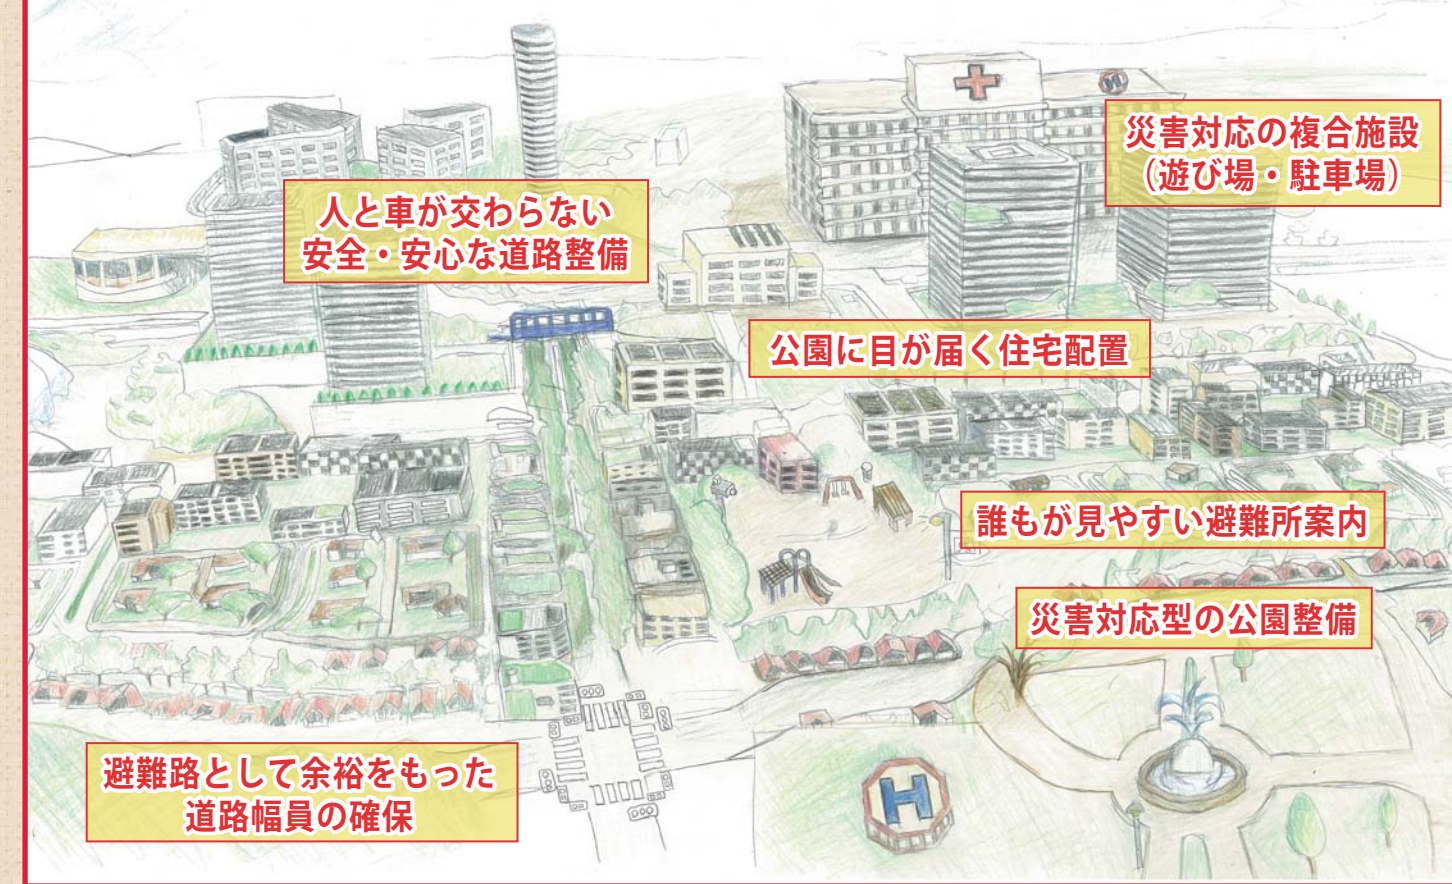 災害対応の複合施設
（遊び場・駐車場）
人と車が交わらない
安全・安心な道路整備
公園に目が届く住宅配置
誰もが見やすい避難所案内
災害対応型の公園整備
避難路として余裕をもった
道路幅員の確保
H